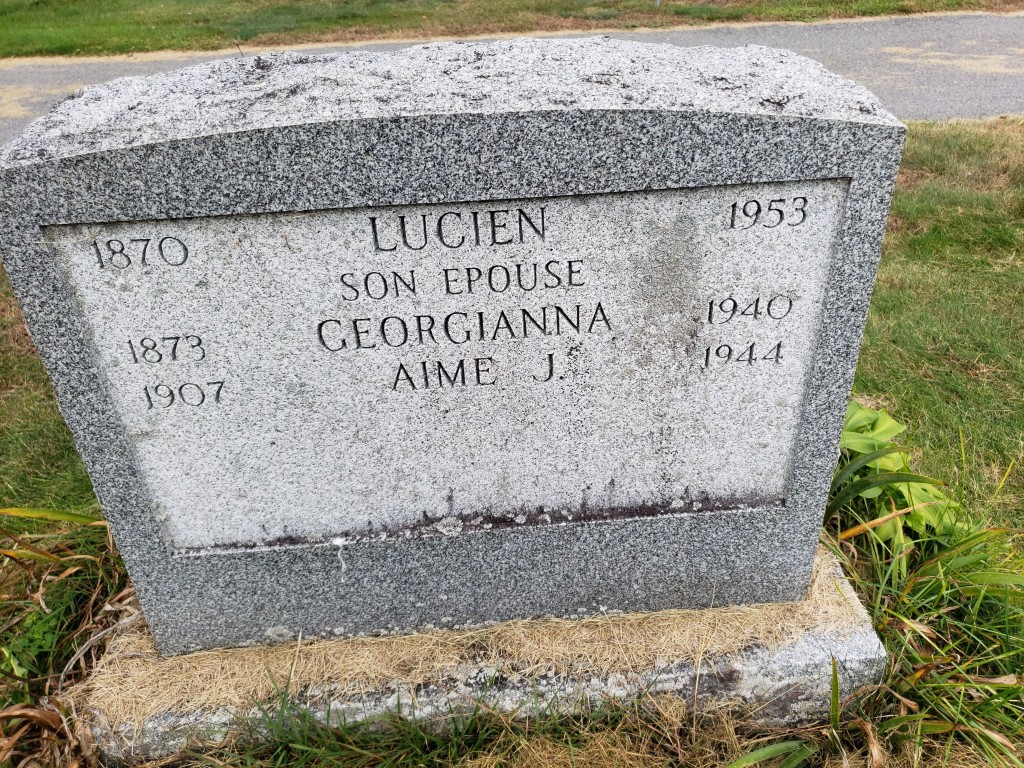 1870 LUCIEN 1953
SON EPOUSE
1873 GEORGIANNA 1940
1907 AIME J. 1944